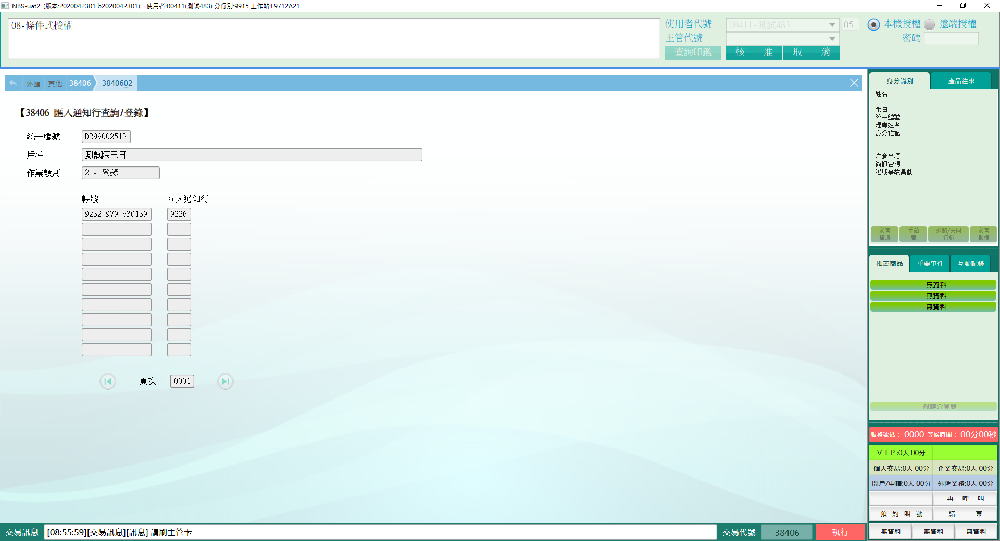 NBS-uat2 (版本:2020042301.b2020042301) 使用者:00411(測試483) 分行別:9915 工作站:L9712A21
08-條件式授權
使用者代號 00411-測試483 05 本機授權 遠端授權
主管代號 密碼
查詢印鑑 核 准 取 消
外匯 其他 38406 3840602
【38406 匯入通知行查詢/登錄】
統一編號 D299002512
戶名 測試陳三日
作業類別 2 - 登錄
帳號 匯入通知行
9232-979-630139 9226
頁次 0001
身分識別 產品往來
姓名
生日
統一編號
理專姓名
身分註記
注意事項
簡訊密碼
近期事故異動
顧客資訊 手續費 通路/共同行銷 顧客影像
推薦商品 重要事件 互動記錄
無資料
無資料
無資料
一般轉介登錄
服務號碼： 0000 等候時間： 00分00秒
ＶＩＰ:0人 00分
個人交易:0人 00分 企業交易:0人 00分
開戶/申請:0人 00分 外匯業務:0人 00分
再 呼 叫
預 約 叫 號 結 束
無資料 無資料 無資料
交易訊息 [08:55:59][交易訊息][訊息] 請刷主管卡 交易代號 38406 執行